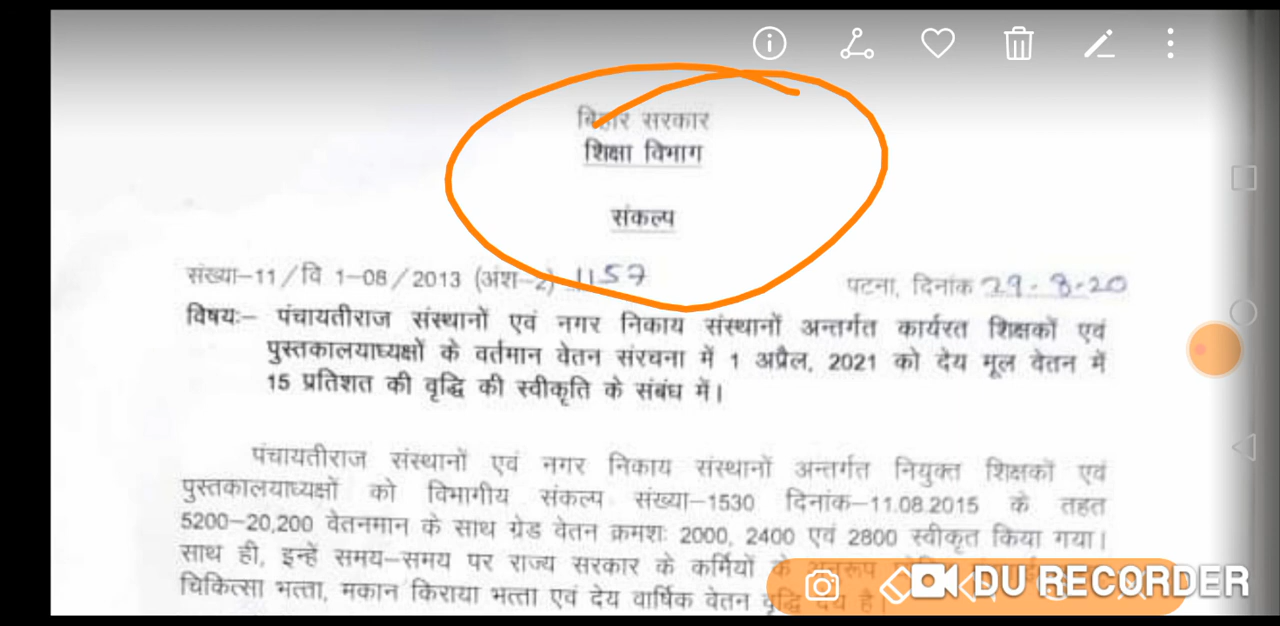 बिहार सरकार
शिक्षा विभाग
संकल्प
संख्या–11/वि 1–08/2013 (अंश–2) 1157
पटना, दिनांक 29.8.20
विषयः– पंचायतीराज संस्थानों एवं नगर निकाय संस्थानों अन्तर्गत कार्यरत शिक्षकों एवं
पुस्तकालयाध्यक्षों के वर्तमान वेतन संरचना में 1 अप्रैल, 2021 को देय मूल वेतन में
15 प्रतिशत की वृद्धि की स्वीकृति के संबंध में।
पंचायतीराज संस्थानों एवं नगर निकाय संस्थानों अन्तर्गत नियुक्त शिक्षकों एवं
पुस्तकालयाध्यक्षों को विभागीय संकल्प संख्या–1530 दिनांक–11.08.2015 के तहत
5200–20,200 वेतनमान के साथ ग्रेड वेतन क्रमशः 2000, 2400 एवं 2800 स्वीकृत किया गया।
साथ ही, इन्हें समय–समय पर राज्य सरकार के कर्मियों के अनुरूप
चिकित्सा भत्ता, मकान किराया भत्ता एवं देय वार्षिक वेतन वृद्धि देय है।
DU RECORDER